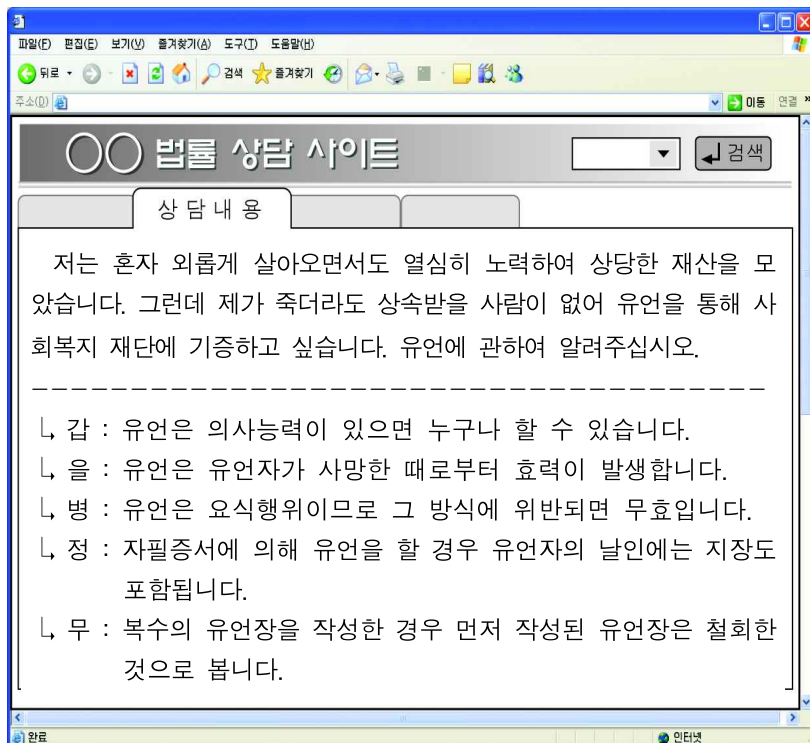 파일(F) 편집(E) 보기(V) 즐겨찾기(A) 도구(T) 도움말(H)
뒤로 검색 즐겨찾기
주소(D) 이동 연결 »
○○ 법률 상담 사이트 검색
상 담 내 용
저는 혼자 외롭게 살아오면서도 열심히 노력하여 상당한 재산을 모
았습니다. 그런데 제가 죽더라도 상속받을 사람이 없어 유언을 통해 사
회복지 재단에 기증하고 싶습니다. 유언에 관하여 알려주십시오.
갑 : 유언은 의사능력이 있으면 누구나 할 수 있습니다.
을 : 유언은 유언자가 사망한 때로부터 효력이 발생합니다.
병 : 유언은 요식행위이므로 그 방식에 위반되면 무효입니다.
정 : 자필증서에 의해 유언을 할 경우 유언자의 날인에는 지장도
포함됩니다.
무 : 복수의 유언장을 작성한 경우 먼저 작성된 유언장은 철회한
것으로 봅니다.
완료 인터넷